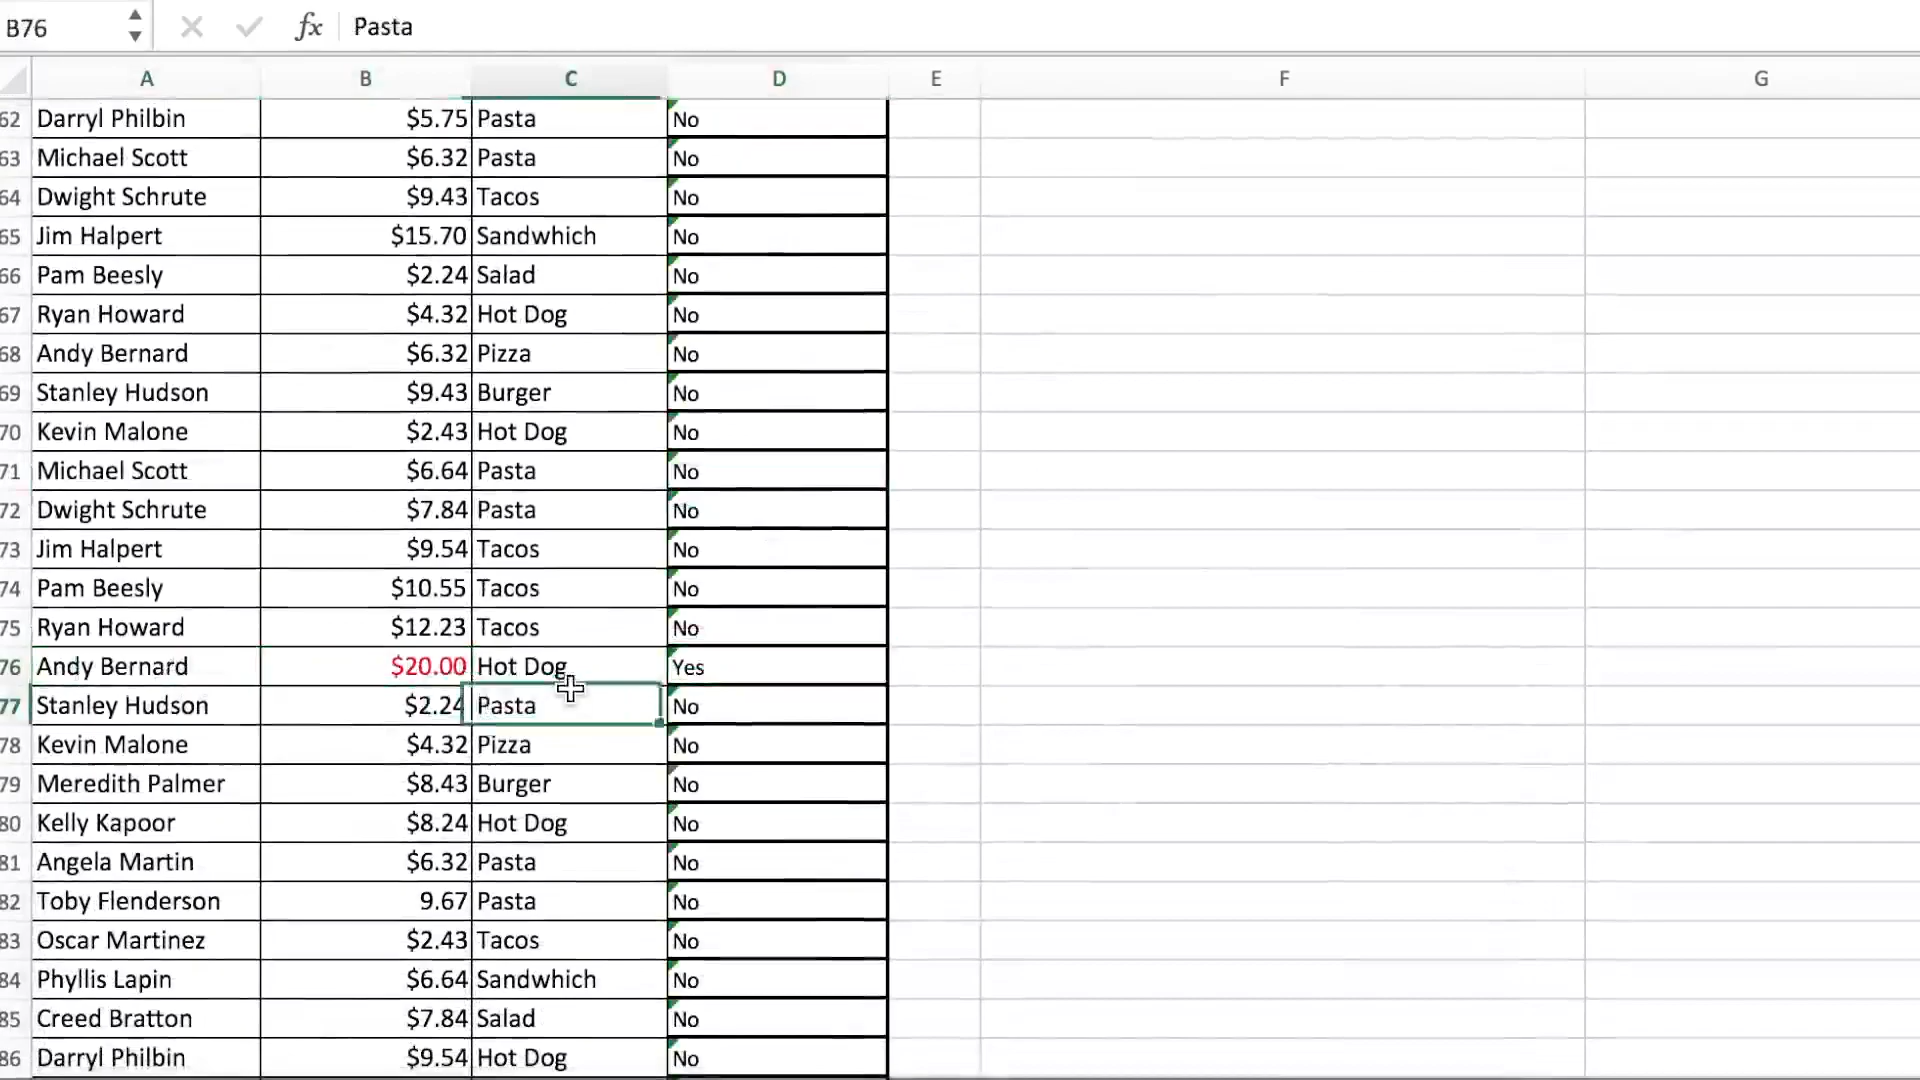 B76 fx Pasta
A B C D E F G
62 Darryl Philbin $5.75 Pasta No
63 Michael Scott $6.32 Pasta No
64 Dwight Schrute $9.43 Tacos No
65 Jim Halpert $15.70 Sandwhich No
66 Pam Beesly $2.24 Salad No
67 Ryan Howard $4.32 Hot Dog No
68 Andy Bernard $6.32 Pizza No
69 Stanley Hudson $9.43 Burger No
70 Kevin Malone $2.43 Hot Dog No
71 Michael Scott $6.64 Pasta No
72 Dwight Schrute $7.84 Pasta No
73 Jim Halpert $9.54 Tacos No
74 Pam Beesly $10.55 Tacos No
75 Ryan Howard $12.23 Tacos No
76 Andy Bernard $20.00 Hot Dog Yes
77 Stanley Hudson $2.24 Pasta No
78 Kevin Malone $4.32 Pizza No
79 Meredith Palmer $8.43 Burger No
80 Kelly Kapoor $8.24 Hot Dog No
81 Angela Martin $6.32 Pasta No
82 Toby Flenderson 9.67 Pasta No
83 Oscar Martinez $2.43 Tacos No
84 Phyllis Lapin $6.64 Sandwhich No
85 Creed Bratton $7.84 Salad No
86 Darryl Philbin $9.54 Hot Dog No